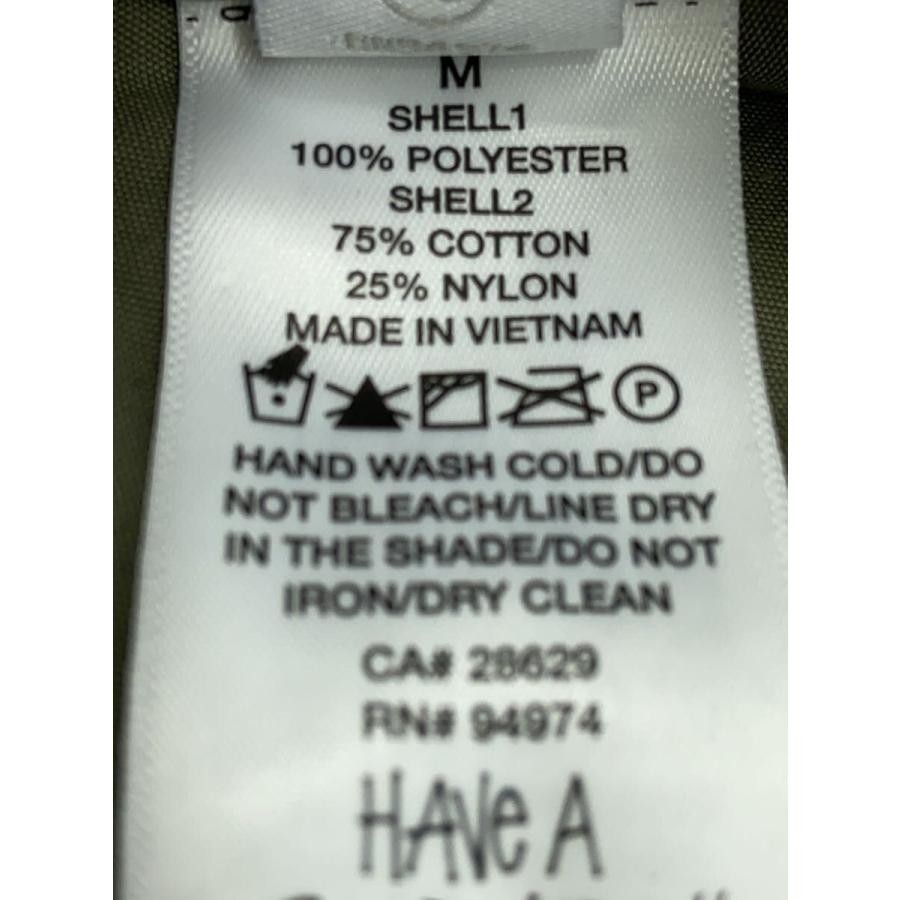 M
SHELL1
100% POLYESTER
SHELL2
75% COTTON
25% NYLON
MADE IN VIETNAM
P
HAND WASH COLD/DO
NOT BLEACH/LINE DRY
IN THE SHADE/DO NOT
IRON/DRY CLEAN
CA# 28629
RN# 94974
HAVe A